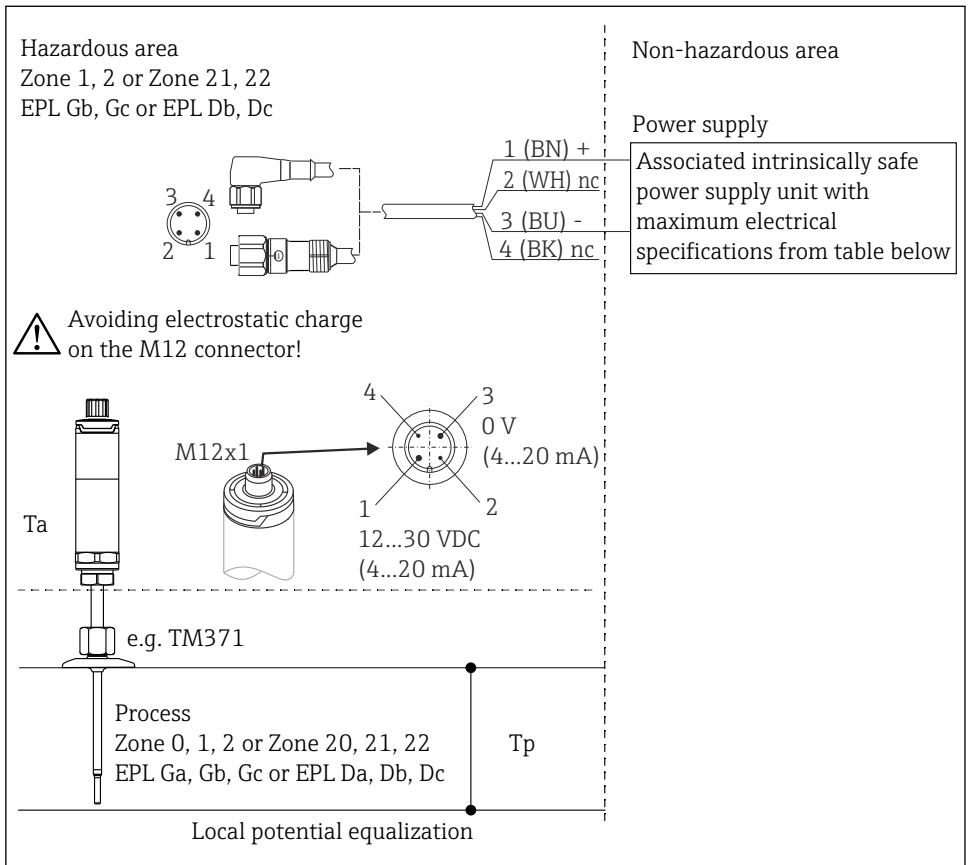 Hazardous area
Zone 1, 2 or Zone 21, 22
EPL Gb, Gc or EPL Db, Dc
Non-hazardous area
Power supply
Associated intrinsically safe
power supply unit with
maximum electrical
specifications from table below
1 (BN) +
2 (WH) nc
3 (BU) -
4 (BK) nc
3 4
2 1
Avoiding electrostatic charge
on the M12 connector!
Ta
M12x1
4
3
0 V
(4...20 mA)
1
2
12...30 VDC
(4...20 mA)
e.g. TM371
Process
Zone 0, 1, 2 or Zone 20, 21, 22
EPL Ga, Gb, Gc or EPL Da, Db, Dc
Tp
Local potential equalization